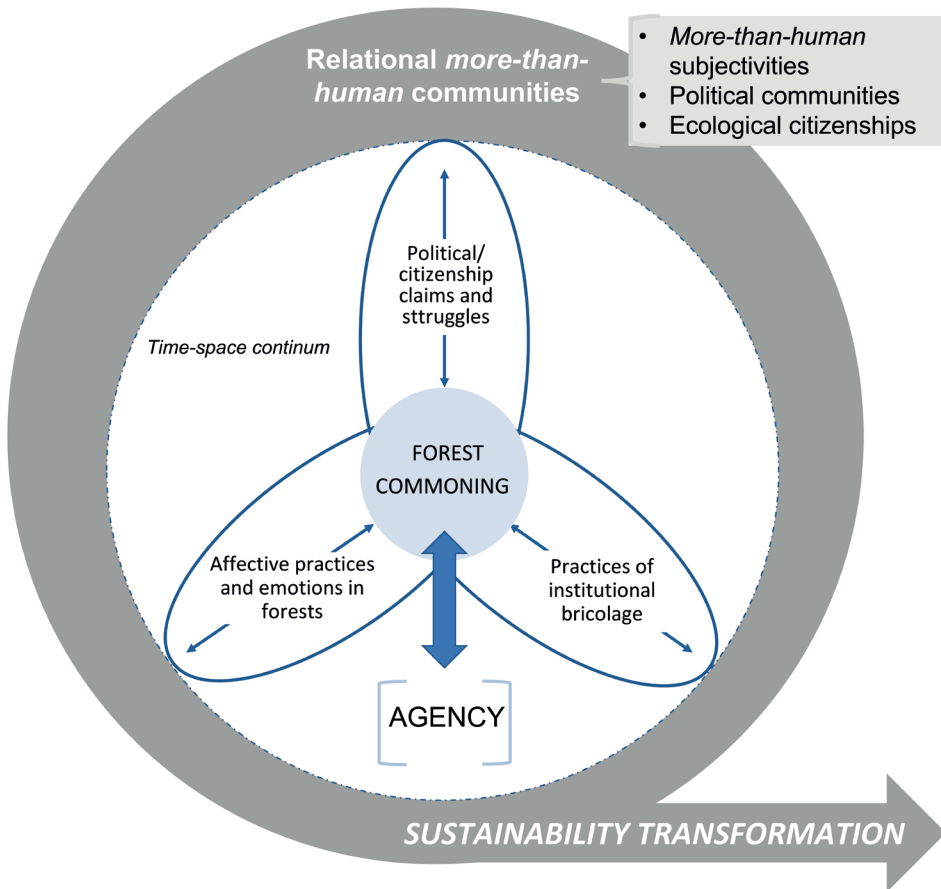 Relational more-than-
human communities
• More-than-human
subjectivities
• Political communities
• Ecological citizenships
Political/
citizenship
claims and
sttruggles
Time-space continum
FOREST
COMMONING
Affective practices
and emotions in
forests
Practices of
institutional
bricolage
AGENCY
SUSTAINABILITY TRANSFORMATION